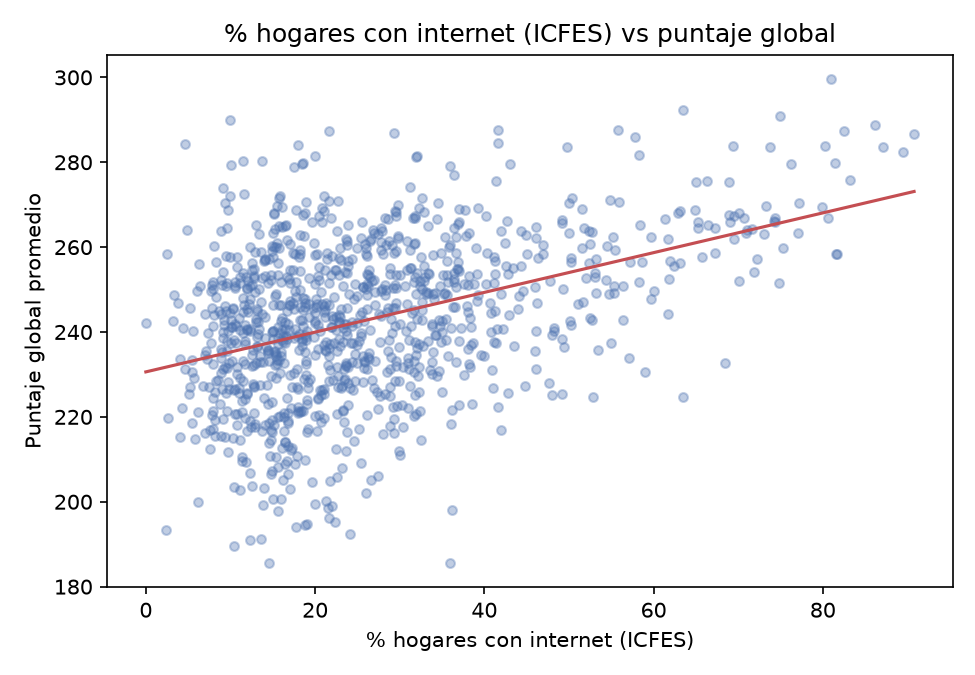 % hogares con internet (ICFES) vs puntaje global
300
280
260
240
220
200
180
Puntaje global promedio
0 20 40 60 80
% hogares con internet (ICFES)